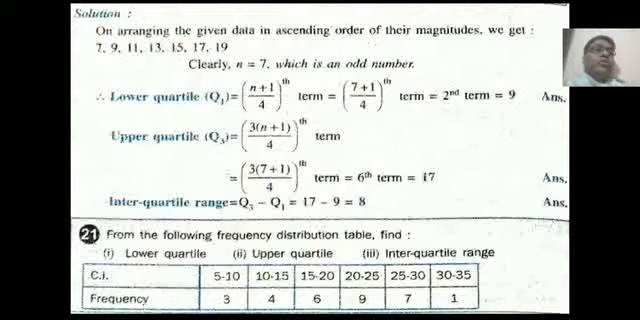 Solution :
On arranging the given data in ascending order of their magnitudes, we get :
7, 9, 11, 13, 15, 17, 19
Clearly, n = 7, which is an odd number.
∴ Lower quartile (Q₁)= ((n+1)/4)th term = ((7+1)/4)th term = 2nd term = 9 Ans.
Upper quartile (Q₃)= (3(n+1)/4)th term
= (3(7+1)/4)th term = 6th term = 17 Ans.
Inter-quartile range=Q₃ − Q₁ = 17 − 9 = 8 Ans.
21 From the following frequency distribution table, find :
(i) Lower quartile (ii) Upper quartile (iii) Inter-quartile range
C.i. 5-10 10-15 15-20 20-25 25-30 30-35
Frequency 3 4 6 9 7 1